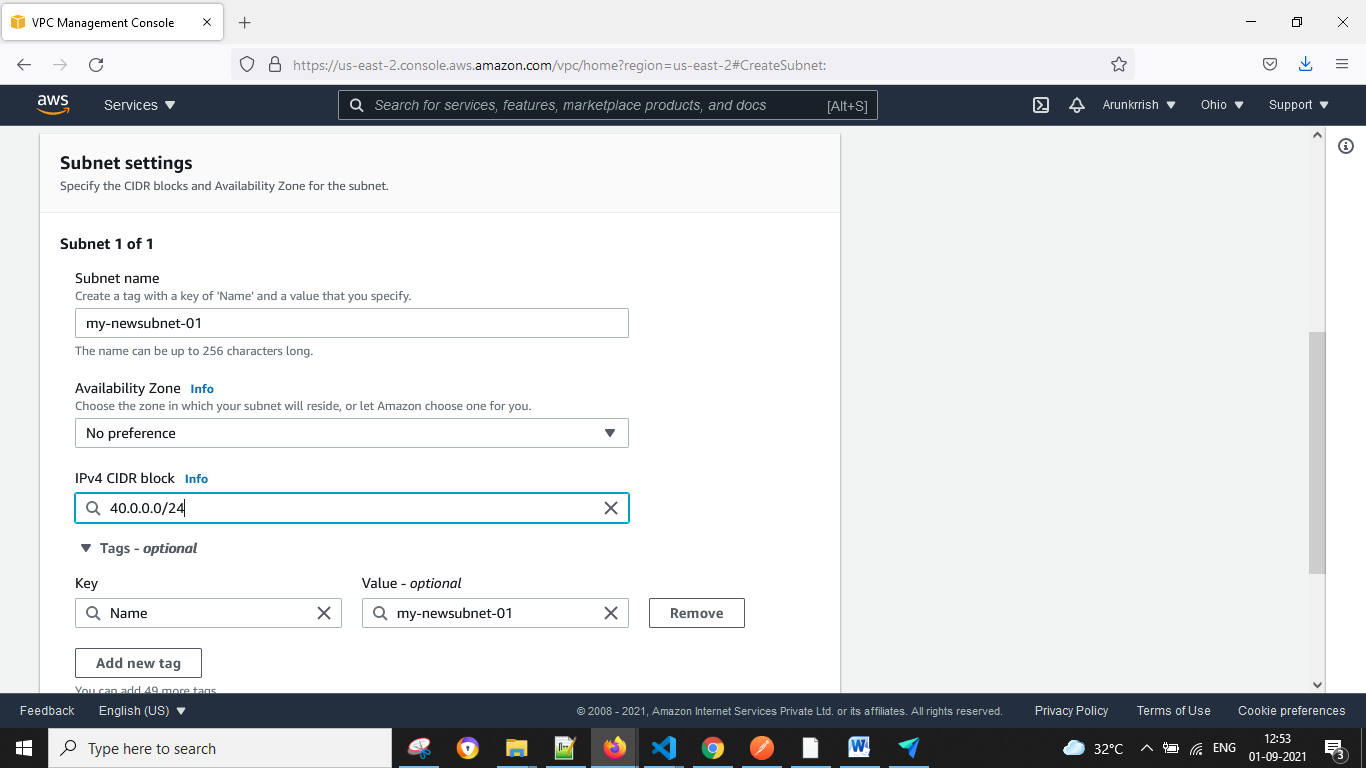 VPC Management Console
https://us-east-2.console.aws.amazon.com/vpc/home?region=us-east-2#CreateSubnet:
aws
Services
Search for services, features, marketplace products, and docs
[Alt+S]
Arunkrrish
Ohio
Support
Subnet settings
Specify the CIDR blocks and Availability Zone for the subnet.
Subnet 1 of 1
Subnet name
Create a tag with a key of 'Name' and a value that you specify.
my-newsubnet-01
The name can be up to 256 characters long.
Availability Zone Info
Choose the zone in which your subnet will reside, or let Amazon choose one for you.
No preference
IPv4 CIDR block Info
40.0.0.0/24
Tags - optional
Key
Value - optional
Name
my-newsubnet-01
Remove
Add new tag
You can add 49 more tags
Feedback
English (US)
© 2008 - 2021, Amazon Internet Services Private Ltd. or its affiliates. All rights reserved.
Privacy Policy
Terms of Use
Cookie preferences
Type here to search
32°C
ENG
12:53
01-09-2021
3